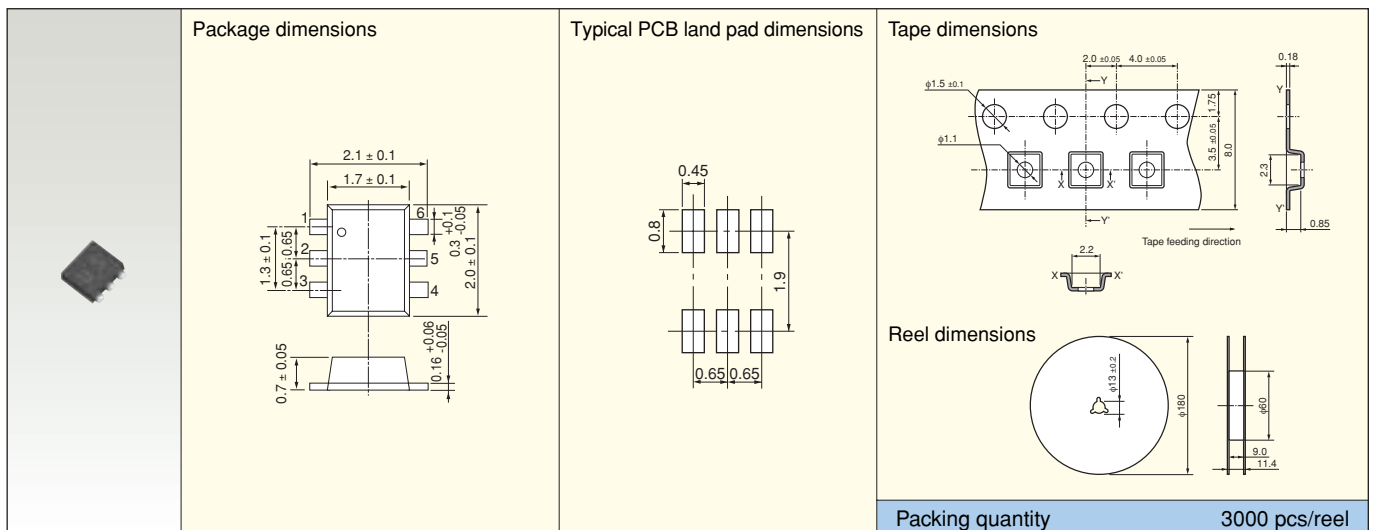 Package dimensions
2.1 ± 0.1
1.7 ± 0.1
1
6
2
5
3
4
1.3 ± 0.1
0.65
0.65
0.3 +0.1 -0.05
2.0 ± 0.1
0.7 ± 0.05
0.16 +0.06 -0.05
Typical PCB land pad dimensions
0.45
0.8
1.9
0.65
0.65
Tape dimensions
2.0 ±0.05
4.0 ±0.05
0.18
Y
Y
φ1.5 ±0.1
1.75
φ1.1
3.5 ±0.05
8.0
2.3
X
X'
Y'
Y'
0.85
Tape feeding direction
2.2
X
X'
Reel dimensions
φ13 ±0.2
φ180
φ60
9.0
11.4
Packing quantity
3000 pcs/reel